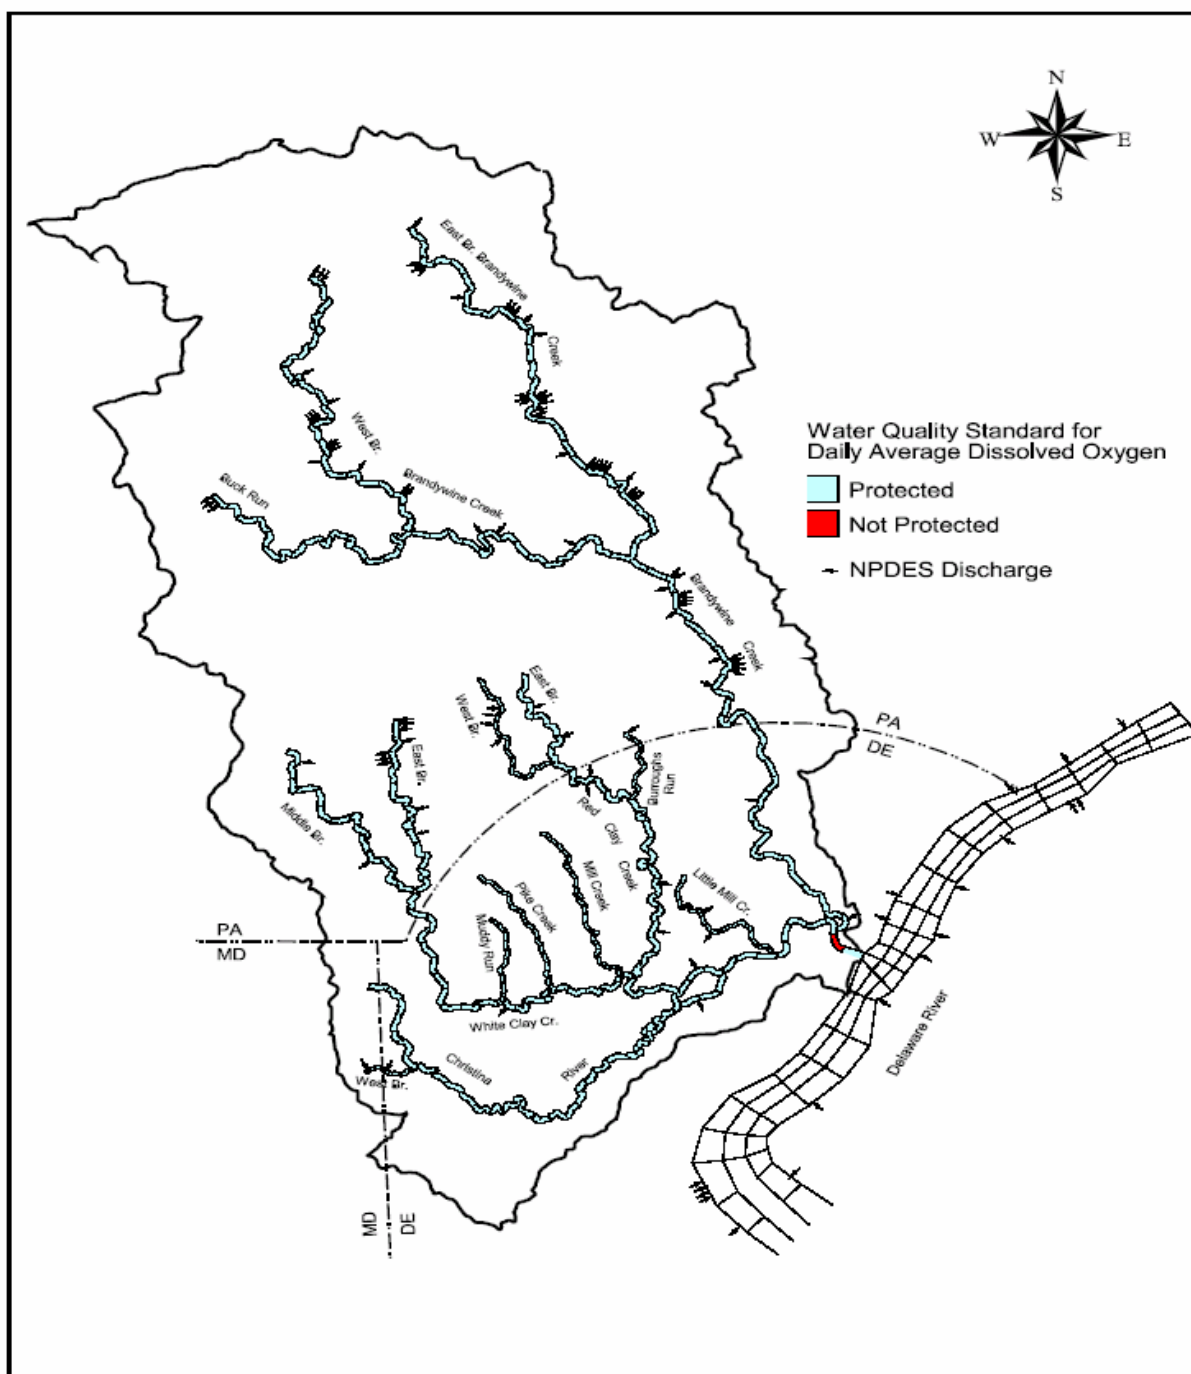 N
W
E
S
East Br. Brandywine
Creek
West Br.
Brandywine Creek
Buck Run
Water Quality Standard for
Daily Average Dissolved Oxygen
Protected
Not Protected
NPDES Discharge
Brandywine
Creek
East Br.
West Br.
PA
DE
East Br.
Burroughs
Run
Middle Br.
Red
Clay
Creek
Mill Creek
Little Mill Cr.
Pike Creek
Muddy Run
PA
MD
White Clay Cr.
Delaware River
Christina
River
West Br.
MD
DE